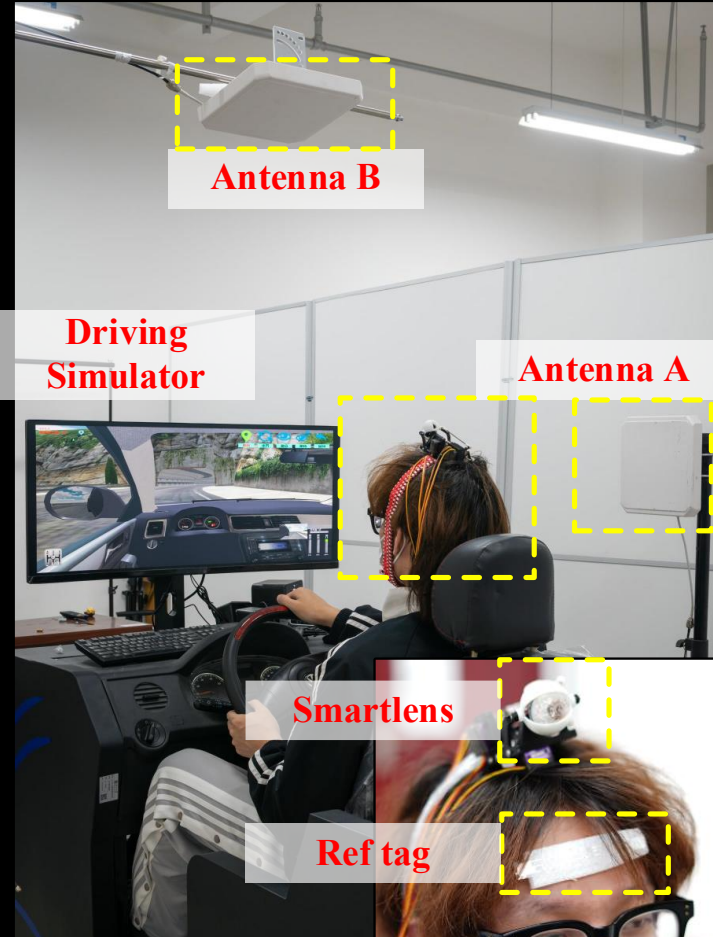 Antenna B
Driving
Simulator
Antenna A
Smartlens
Ref tag